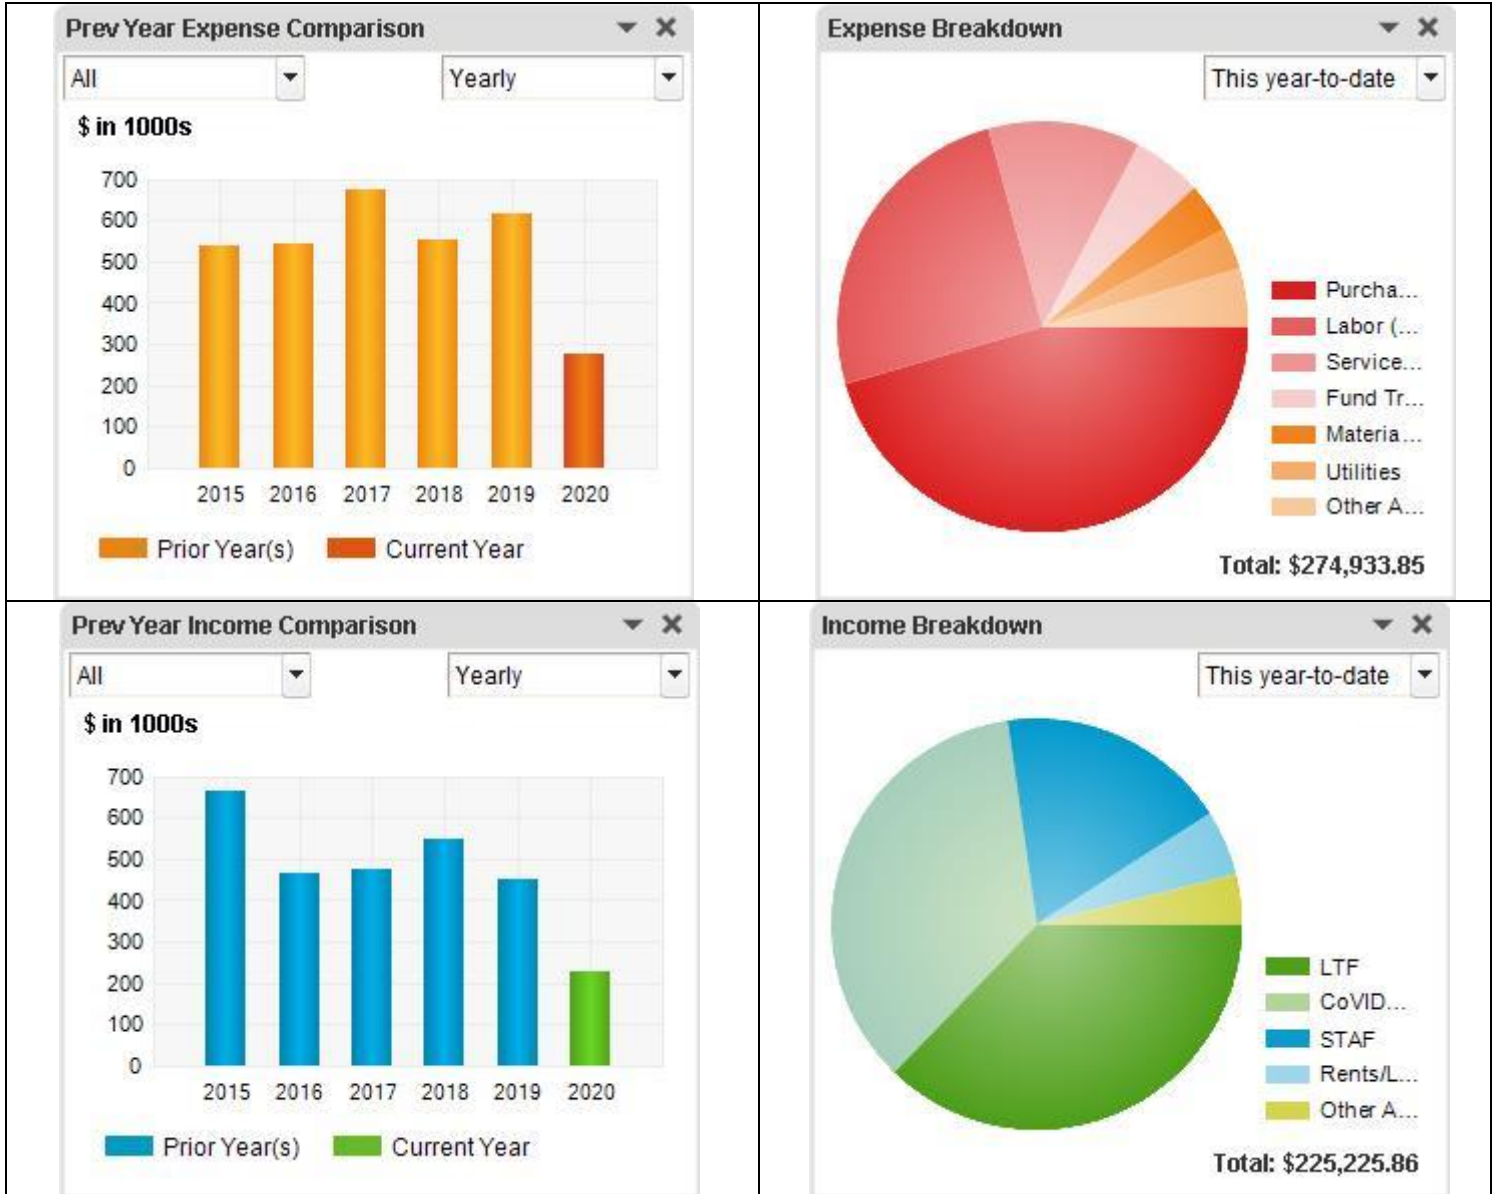 Prev Year Expense Comparison
All
Yearly
$ in 1000s
700
600
500
400
300
200
100
0
2015 2016 2017 2018 2019 2020
Prior Year(s) Current Year
Expense Breakdown
This year-to-date
Purcha...
Labor (...
Service...
Fund Tr...
Materia...
Utilities
Other A...
Total: $274,933.85
Prev Year Income Comparison
All
Yearly
$ in 1000s
700
600
500
400
300
200
100
0
2015 2016 2017 2018 2019 2020
Prior Year(s) Current Year
Income Breakdown
This year-to-date
LTF
CoVID...
STAF
Rents/L...
Other A...
Total: $225,225.86